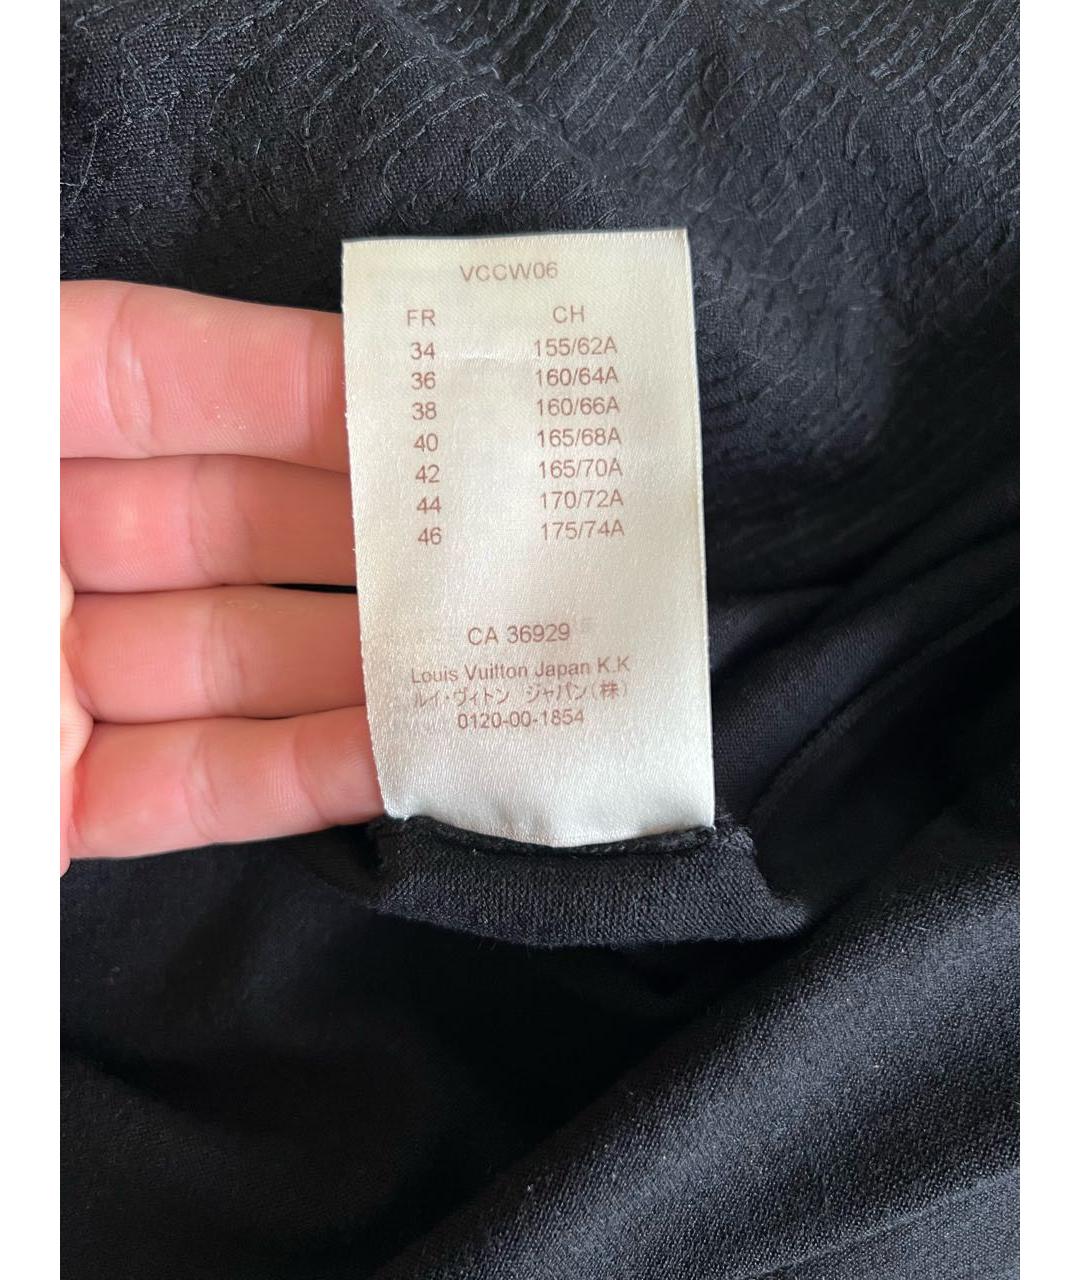 VCCW06
FR CH
34 155/62A
36 160/64A
38 160/66A
40 165/68A
42 165/70A
44 170/72A
46 175/74A
CA 36929
Louis Vuitton Japan K.K
ルイ・ヴィトン ジャパン(株)
0120-00-1854